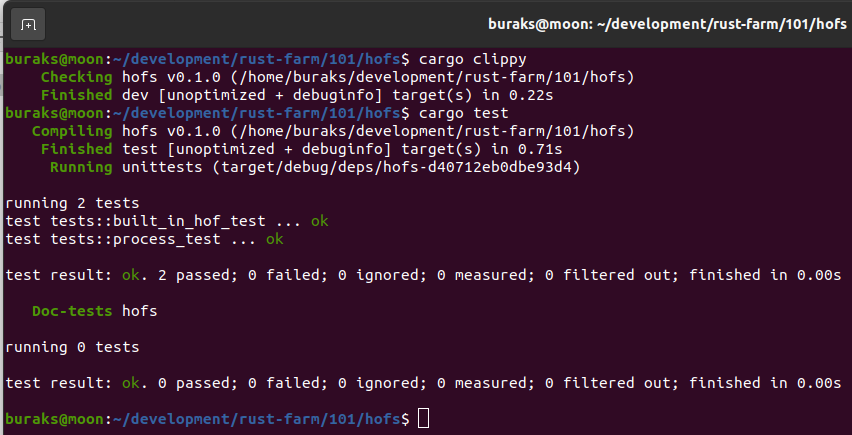 buraks@moon: ~/development/rust-farm/101/hofs
buraks@moon:~/development/rust-farm/101/hofs$ cargo clippy
    Checking hofs v0.1.0 (/home/buraks/development/rust-farm/101/hofs)
    Finished dev [unoptimized + debuginfo] target(s) in 0.22s
buraks@moon:~/development/rust-farm/101/hofs$ cargo test
   Compiling hofs v0.1.0 (/home/buraks/development/rust-farm/101/hofs)
    Finished test [unoptimized + debuginfo] target(s) in 0.71s
     Running unittests (target/debug/deps/hofs-d40712eb0dbe93d4)
running 2 tests
test tests::built_in_hof_test ... ok
test tests::process_test ... ok
test result: ok. 2 passed; 0 failed; 0 ignored; 0 measured; 0 filtered out; finished in 0.00s
   Doc-tests hofs
running 0 tests
test result: ok. 0 passed; 0 failed; 0 ignored; 0 measured; 0 filtered out; finished in 0.00s
buraks@moon:~/development/rust-farm/101/hofs$